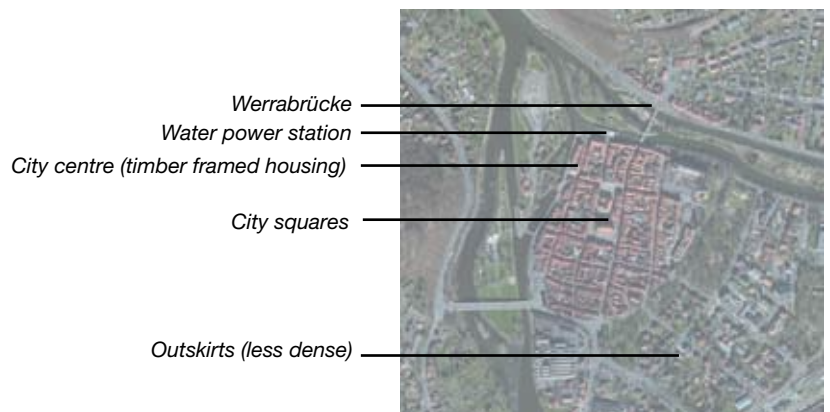 Werrabrücke
Water power station
City centre (timber framed housing)
City squares
Outskirts (less dense)